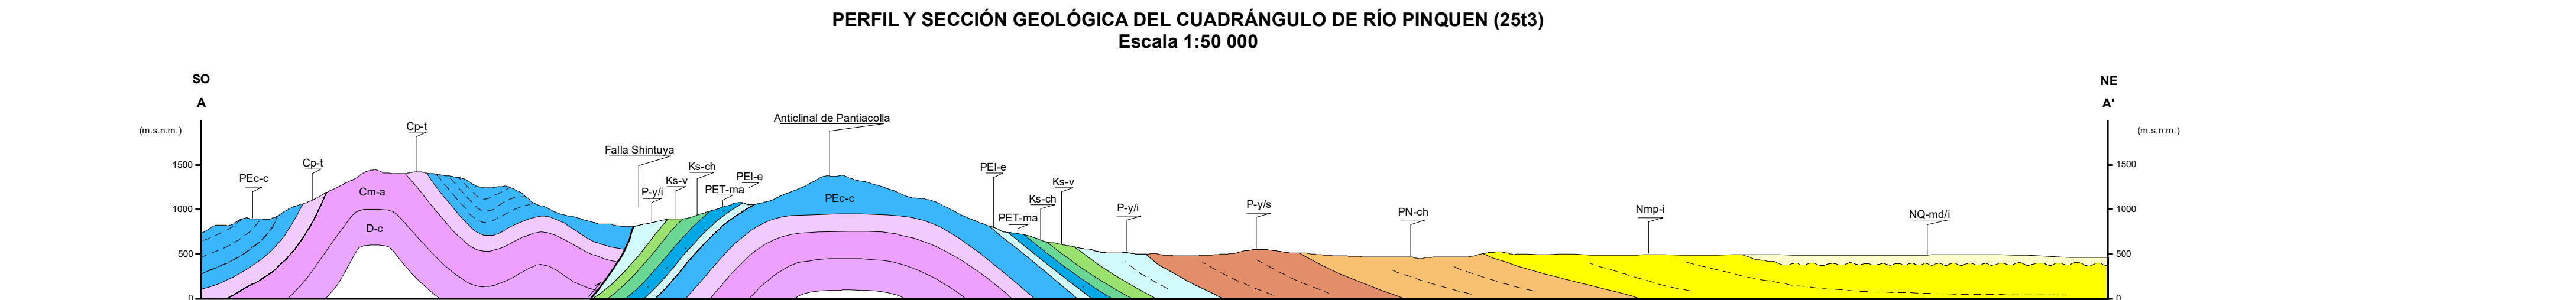 PERFIL Y SECCIÓN GEOLÓGICA DEL CUADRÁNGULO DE RÍO PINQUEN (25t3)
Escala 1:50 000
SO
NE
A
A'
(m.s.n.m.)
(m.s.n.m.)
Anticlinal de Pantiacolla
Cp-t
Falla Shintuya
1500
1500
Cp-t
Ks-ch
PEI-e
PEc-c
Ks-v
PEI-e
Ks-v
Cm-a
P-y/i
PET-ma
PEc-c
Ks-ch
P-y/i
P-y/s
PN-ch
Nmp-i
NQ-md/i
1000
1000
PET-ma
D-c
500
500
0
0